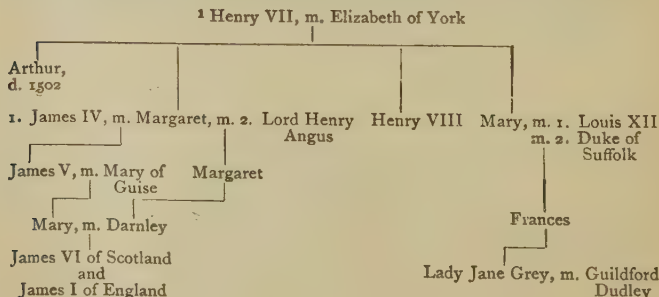 1 Henry VII, m. Elizabeth of York
Arthur,
d. 1502
1. James IV, m. Margaret, m. 2. Lord Henry Angus
Henry VIII
Mary, m. 1. Louis XII
m. 2. Duke of Suffolk
James V, m. Mary of Guise
Margaret
Mary, m. Darnley
Frances
James VI of Scotland
and
James I of England
Lady Jane Grey, m. Guildford Dudley